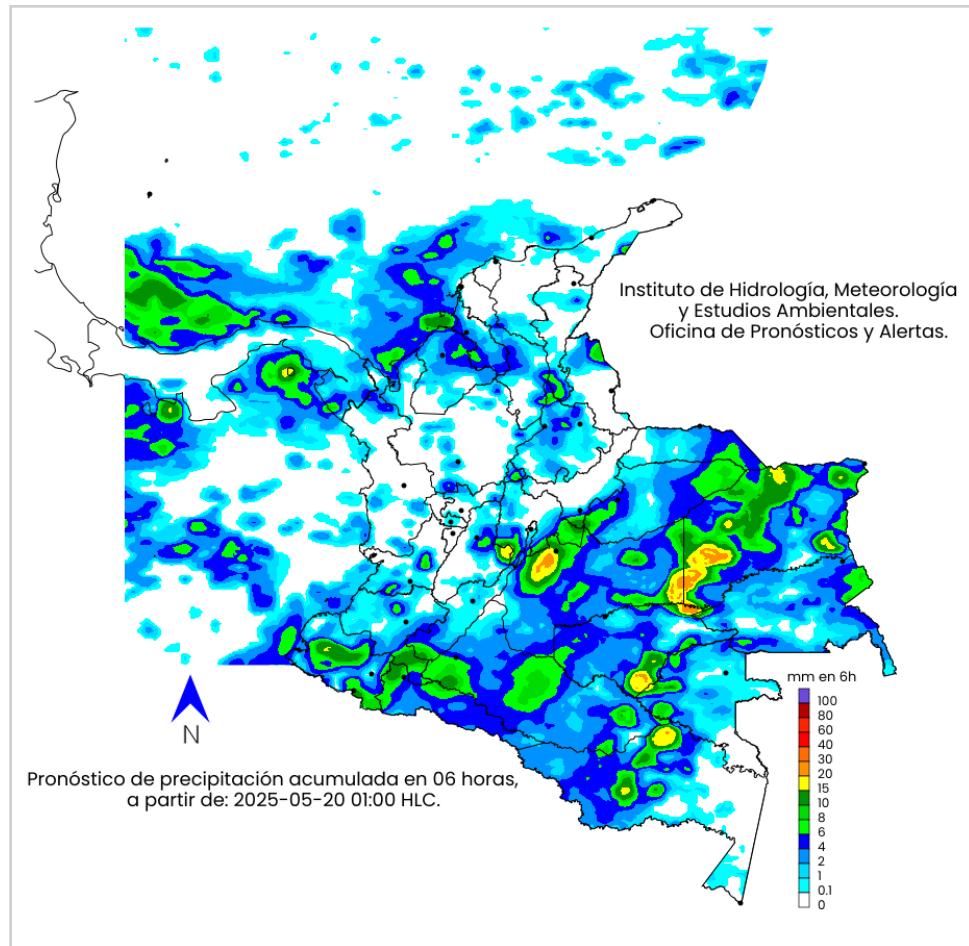 Instituto de Hidrología, Meteorología
y Estudios Ambientales.
Oficina de Pronósticos y Alertas.
mm en 6h
100
80
60
40
30
20
15
10
8
6
4
2
1
0.1
0
N
Pronóstico de precipitación acumulada en 06 horas,
a partir de: 2025-05-20 01:00 HLC.